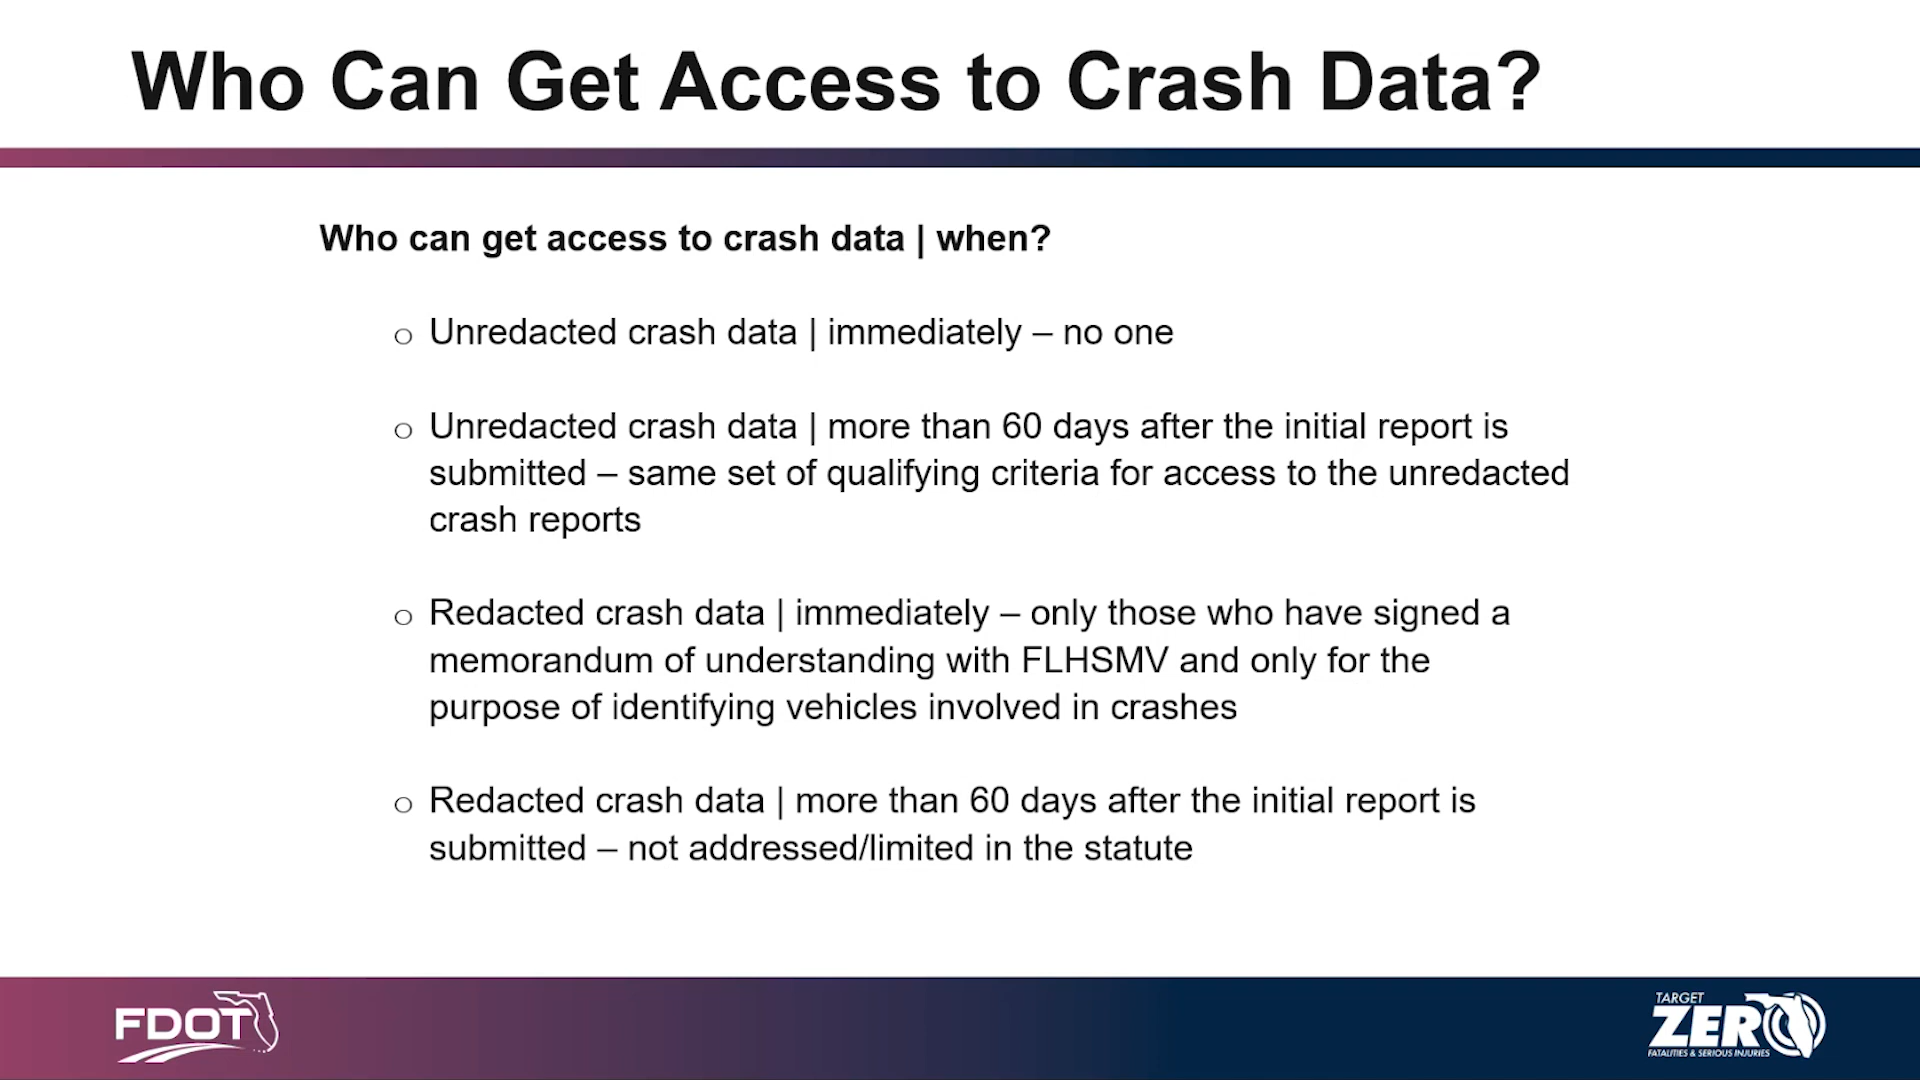 Who Can Get Access to Crash Data?
Who can get access to crash data | when?
o Unredacted crash data | immediately – no one
o Unredacted crash data | more than 60 days after the initial report is
submitted – same set of qualifying criteria for access to the unredacted
crash reports
o Redacted crash data | immediately – only those who have signed a
memorandum of understanding with FLHSMV and only for the
purpose of identifying vehicles involved in crashes
o Redacted crash data | more than 60 days after the initial report is
submitted – not addressed/limited in the statute
FDOT
TARGET
ZERO
FATALITIES & SERIOUS INJURIES